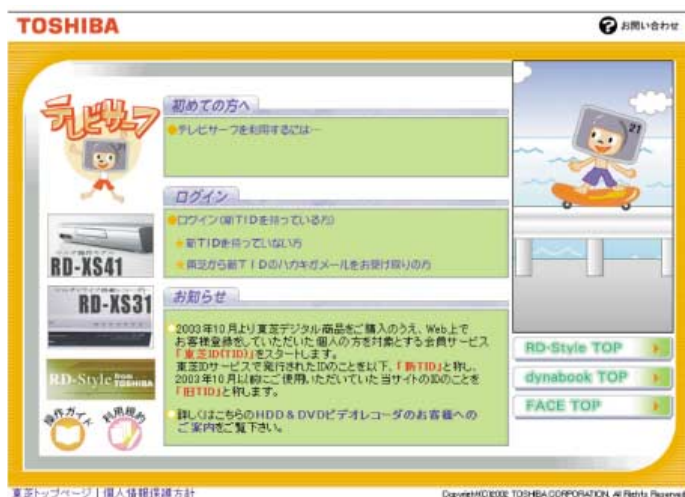 TOSHIBA
お問い合わせ
テレビサーフ
初めての方へ
テレビサーフを利用するには…
21
ログイン
ログイン(新TIDを持っている方)
新TIDを持っていない方
東芝から新TIDのハガキかメールをお受け取りの方
RD-XS41
RD-XS31
お知らせ
2003年10月より東芝デジタル商品をご購入のうえ、Web上で
お客様登録をしていただいた個人の方を対象とする会員サービス
「東芝ID(TID)」をスタートします。
東芝IDサービスで発行されたIDのことを以下、「新TID」と称し、
2003年10月以前にご使用いただいていた当サイトのIDのことを
「旧TID」と称します。
詳しくはこちらのHDD&DVDビデオレコーダのお客様への
ご案内をご覧下さい。
RD-Style from TOSHIBA
操作ガイド
利用規約
RD-Style TOP
dynabook TOP
FACE TOP
東芝トップページ | 個人情報保護方針
Copyright(C)2002 TOSHIBA CORPORATION, All Rights Reserved